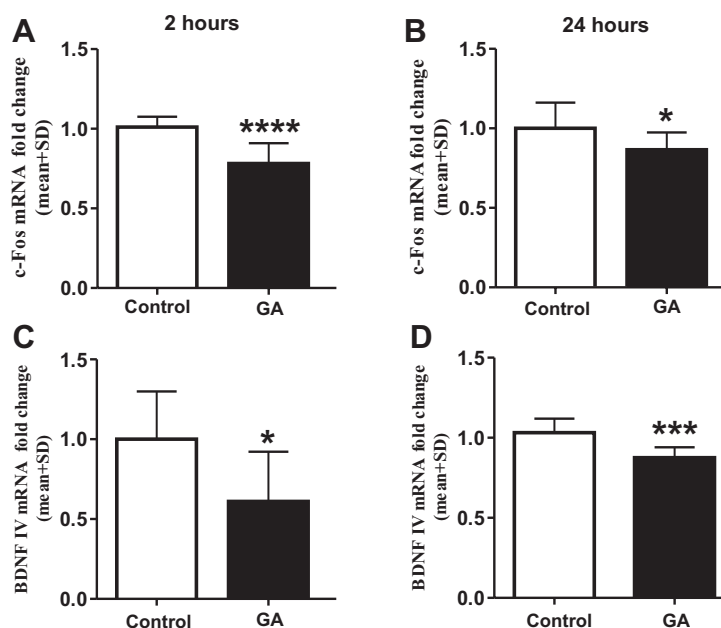 A
2 hours
c-Fos mRNA fold change
(mean+SD)
1.5
1.0
0.5
0.0
****
Control
GA
B
24 hours
c-Fos mRNA fold change
(mean+SD)
1.5
1.0
0.5
0.0
*
Control
GA
C
BDNF IV mRNA fold change
(mean+SD)
1.5
1.0
0.5
0.0
*
Control
GA
D
BDNF IV mRNA fold change
(mean+SD)
1.5
1.0
0.5
0.0
***
Control
GA